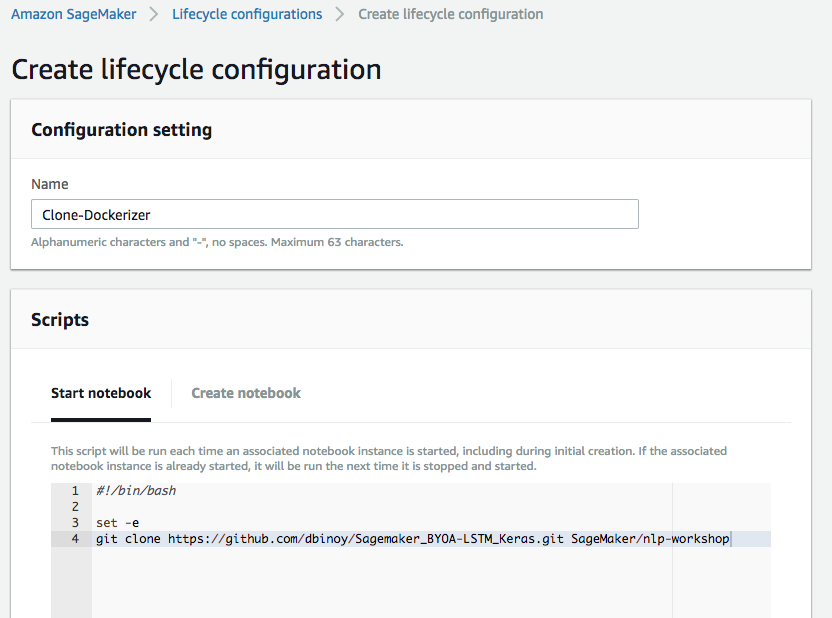 Amazon SageMaker > Lifecycle configurations > Create lifecycle configuration
Create lifecycle configuration
Configuration setting
Name
Clone-Dockerizer
Alphanumeric characters and "-", no spaces. Maximum 63 characters.
Scripts
Start notebook Create notebook
This script will be run each time an associated notebook instance is started, including during initial creation. If the associated
notebook instance is already started, it will be run the next time it is stopped and started.
1 #!/bin/bash
2
3 set -e
4 git clone https://github.com/dbinoy/Sagemaker_BYOA-LSTM_Keras.git SageMaker/nlp-workshop